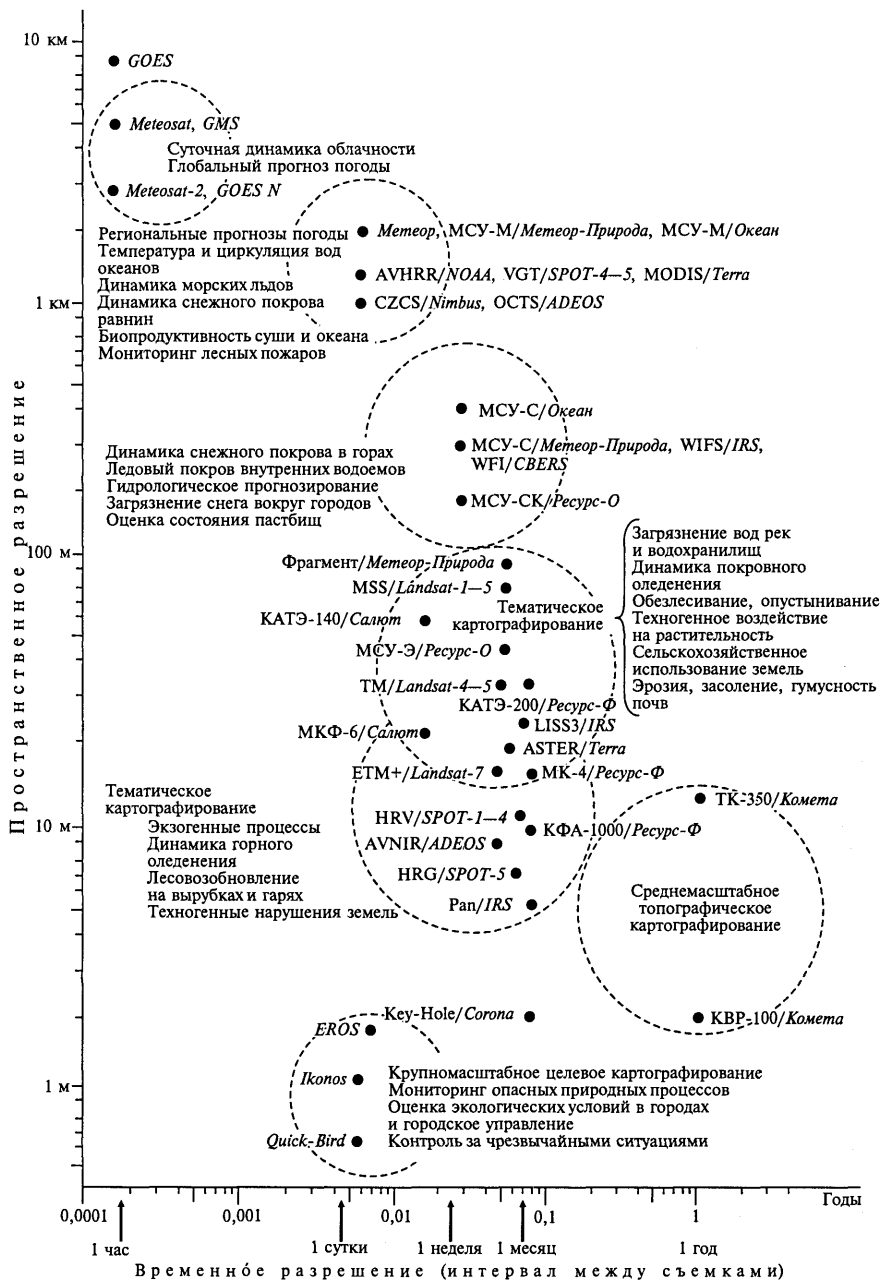 10 км
GOES
Meteosat, GMS
Суточная динамика облачности
Глобальный прогноз погоды
Meteosat-2, GOES N
Региональные прогнозы погоды
Температура и циркуляция вод
океанов
Динамика морских льдов
Динамика снежного покрова
равнин
Биопродуктивность суши и океана
Мониторинг лесных пожаров
Метеор, МСУ-М/Метеор-Природа, МСУ-М/Океан
AVHRR/NOAA, VGT/SPOT-4—5, MODIS/Terra
1 км
CZCS/Nimbus, OCTS/ADEOS
МСУ-С/Океан
МСУ-С/Метеор-Природа, WIFS/IRS,
WFI/CBERS
МСУ-СК/Ресурс-О
Динамика снежного покрова в горах
Ледовый покров внутренних водоемов
Гидрологическое прогнозирование
Загрязнение снега вокруг городов
Оценка состояния пастбищ
100 м
Фрагмент/Метеор-Природа
MSS/Landsat-1—5
Тематическое
картографирование
Загрязнение вод рек
и водохранилищ
Динамика покровного
оледенения
Обезлесивание, опустынивание
Техногенное воздействие
на растительность
Сельскохозяйственное
использование земель
Эрозия, засоление, гумусность
почв
КАТЭ-140/Салют
МСУ-Э/Ресурс-О
TM/Landsat-4—5
КАТЭ-200/Ресурс-Ф
LISS3/IRS
МКФ-6/Салют
ASTER/Terra
ETM+/Landsat-7
МК-4/Ресурс-Ф
Тематическое
картографирование
Экзогенные процессы
Динамика горного
оледенения
Лесовозобновление
на вырубках и гарях
Техногенные нарушения земель
10 м
HRV/SPOT-1—4
КФА-1000/Ресурс-Ф
AVNIR/ADEOS
HRG/SPOT-5
Pan/IRS
ТК-350/Комета
Среднемасштабное
топографическое
картографирование
КВР-100/Комета
Key-Hole/Corona
EROS
1 м
Ikonos
Quick-Bird
Крупномасштабное целевое картографирование
Мониторинг опасных природных процессов
Оценка экологических условий в городах
и городское управление
Контроль за чрезвычайными ситуациями
Пространственное разрешение
Годы
0,0001 0,001 0,01 0,1 1
1 час 1 сутки 1 неделя 1 месяц 1 год
Временно́е разрешение (интервал между съемками)